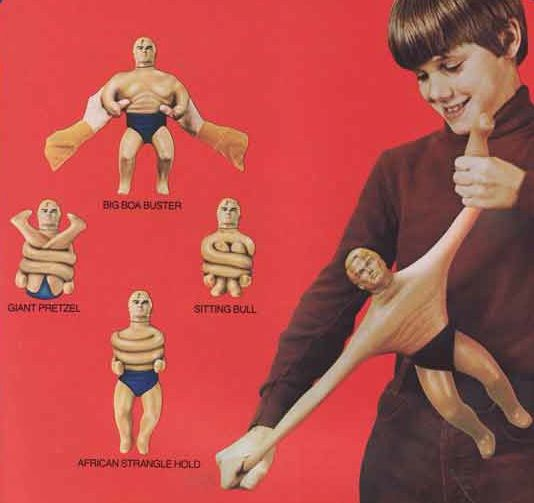 BIG BOA BUSTER
GIANT PRETZEL
SITTING BULL
AFRICAN STRANGLE HOLD